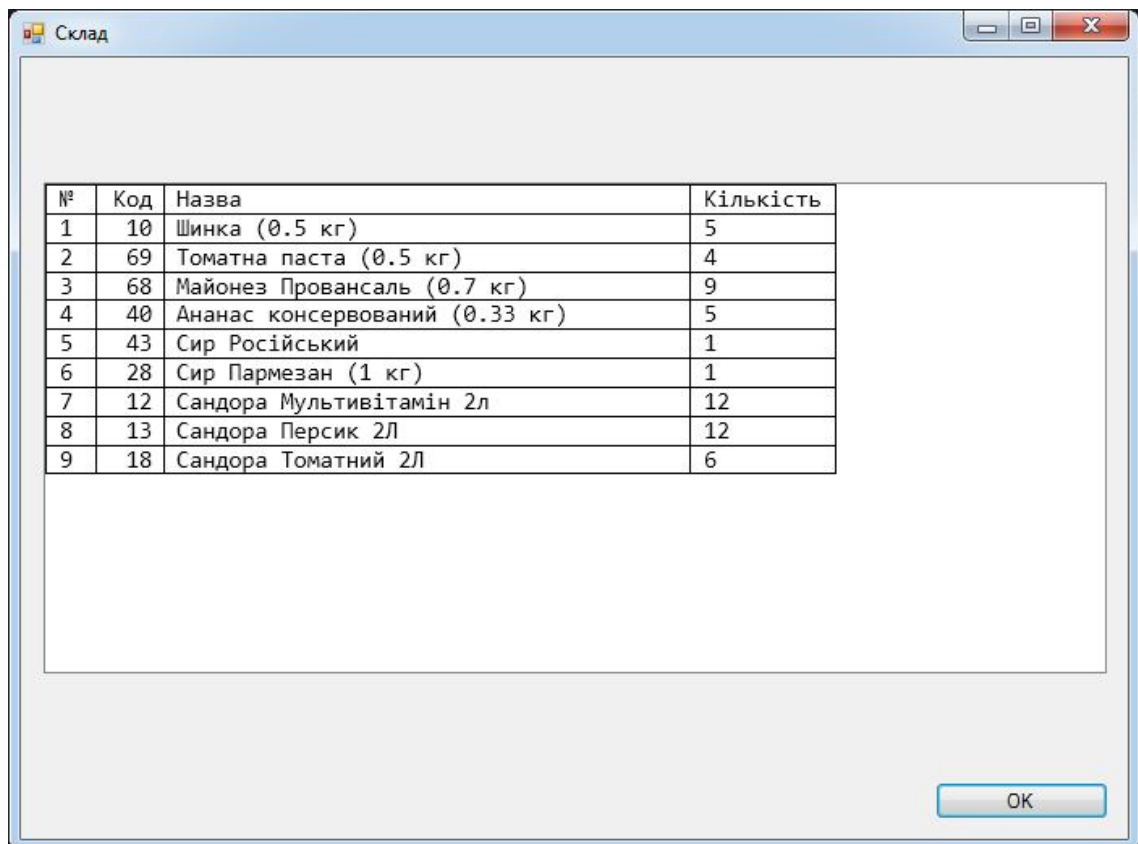 Склад
№ Код Назва Кількість
1 10 Шинка (0.5 кг) 5
2 69 Томатна паста (0.5 кг) 4
3 68 Майонез Провансаль (0.7 кг) 9
4 40 Ананас консервований (0.33 кг) 5
5 43 Сир Російський 1
6 28 Сир Пармезан (1 кг) 1
7 12 Сандора Мультивітамін 2л 12
8 13 Сандора Персик 2Л 12
9 18 Сандора Томатний 2Л 6
OK